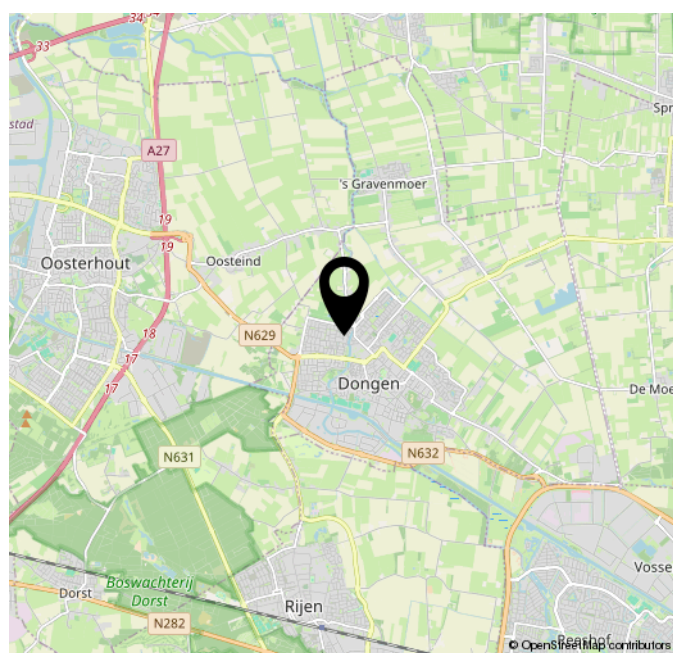 34
34
33
stad
Spr
A27
's Gravenmoer
19
19
Oosterhout
Oosteind
18
N629
17
17
Dongen
De Moe
N631
N632
Vosse
Boswachterij
Dorst
Dorst
Rijen
N282
Reeshof
© OpenStreetMap contributors